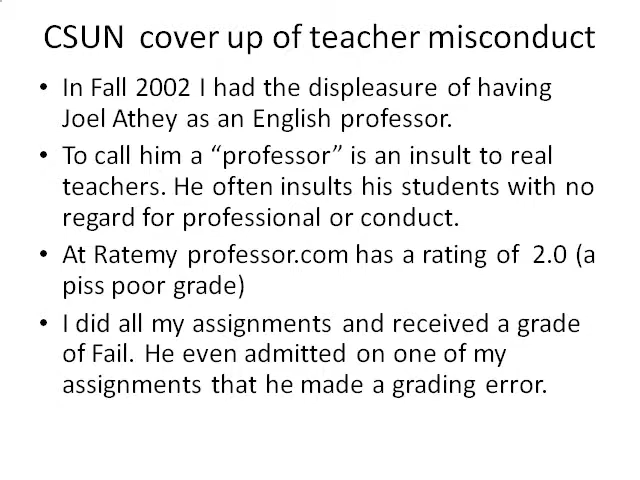 CSUN cover up of teacher misconduct
• In Fall 2002 I had the displeasure of having
Joel Athey as an English professor.
• To call him a “professor” is an insult to real
teachers. He often insults his students with no
regard for professional or conduct.
• At Ratemy professor.com has a rating of 2.0 (a
piss poor grade)
• I did all my assignments and received a grade
of Fail. He even admitted on one of my
assignments that he made a grading error.